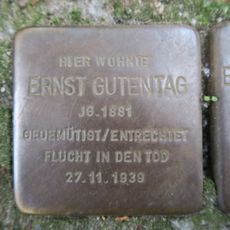 HIER WOHNTE
ERNST GUTENTAG
JG. 1881
GEDEMÜTIGT/ENTRECHTET
FLUCHT IN DEN TOD
27.11.1939